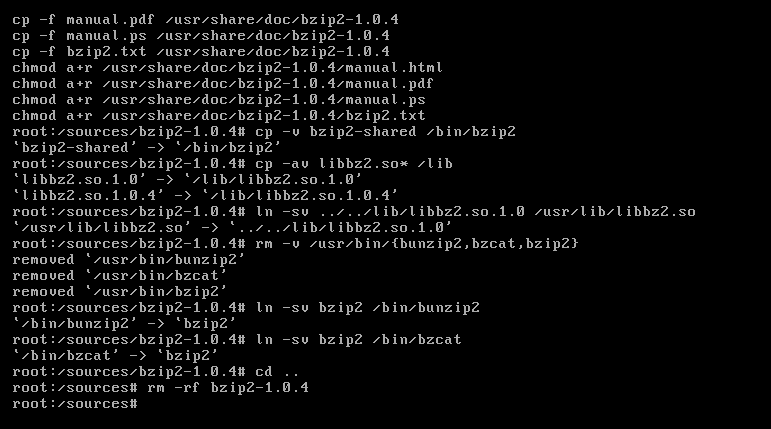 cp -f manual.pdf /usr/share/doc/bzip2-1.0.4
cp -f manual.ps /usr/share/doc/bzip2-1.0.4
cp -f bzip2.txt /usr/share/doc/bzip2-1.0.4
chmod a+r /usr/share/doc/bzip2-1.0.4/manual.html
chmod a+r /usr/share/doc/bzip2-1.0.4/manual.pdf
chmod a+r /usr/share/doc/bzip2-1.0.4/manual.ps
chmod a+r /usr/share/doc/bzip2-1.0.4/bzip2.txt
root:/sources/bzip2-1.0.4# cp -v bzip2-shared /bin/bzip2
‘bzip2-shared’ -> ‘/bin/bzip2’
root:/sources/bzip2-1.0.4# cp -av libbz2.so* /lib
‘libbz2.so.1.0’ -> ‘/lib/libbz2.so.1.0’
‘libbz2.so.1.0.4’ -> ‘/lib/libbz2.so.1.0.4’
root:/sources/bzip2-1.0.4# ln -sv ../../lib/libbz2.so.1.0 /usr/lib/libbz2.so
‘/usr/lib/libbz2.so’ -> ‘../../lib/libbz2.so.1.0’
root:/sources/bzip2-1.0.4# rm -v /usr/bin/{bunzip2,bzcat,bzip2}
removed ‘/usr/bin/bunzip2’
removed ‘/usr/bin/bzcat’
removed ‘/usr/bin/bzip2’
root:/sources/bzip2-1.0.4# ln -sv bzip2 /bin/bunzip2
‘/bin/bunzip2’ -> ‘bzip2’
root:/sources/bzip2-1.0.4# ln -sv bzip2 /bin/bzcat
‘/bin/bzcat’ -> ‘bzip2’
root:/sources/bzip2-1.0.4# cd ..
root:/sources# rm -rf bzip2-1.0.4
root:/sources#